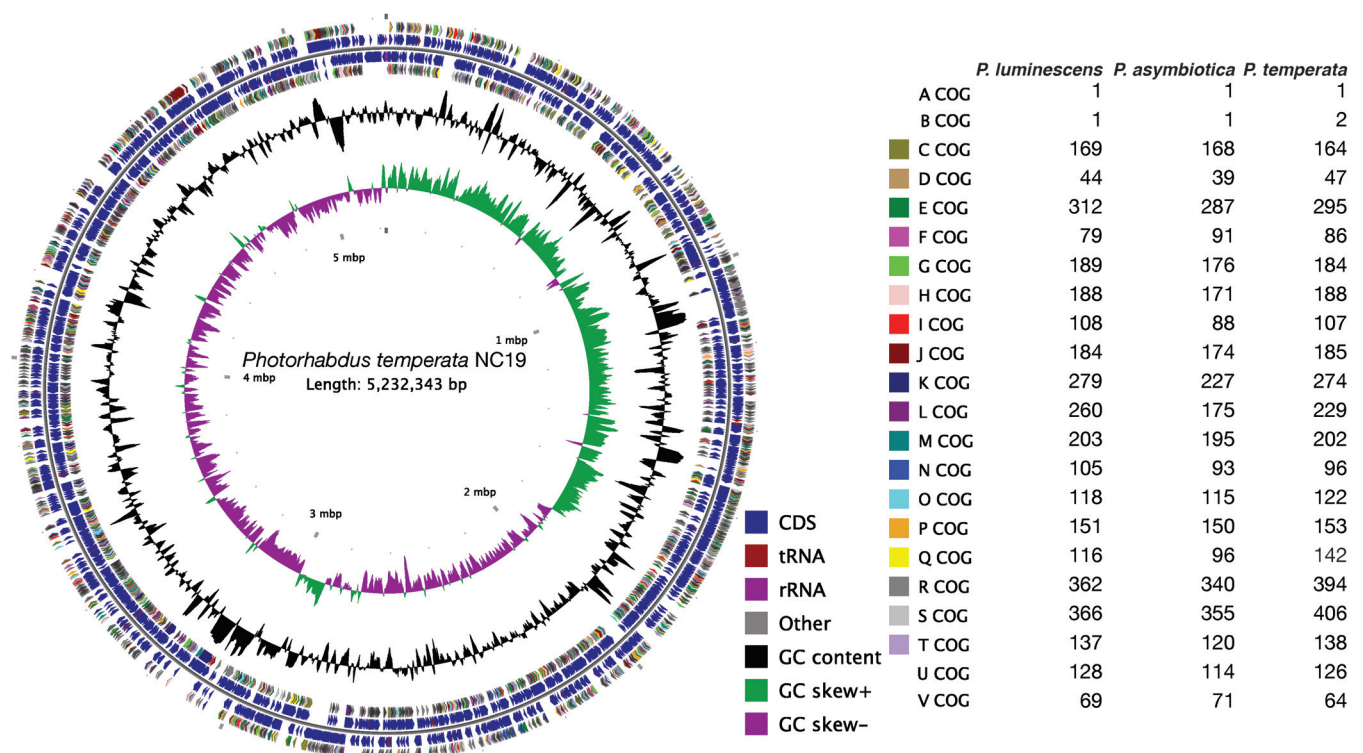 5 mbp
1 mbp
Photorhabdus temperata NC19
4 mbp
Length: 5,232,343 bp
2 mbp
3 mbp
CDS
tRNA
rRNA
Other
GC content
GC skew+
GC skew-
P. luminescens P. asymbiotica P. temperata
A COG 1 1 1
B COG 1 1 2
C COG 169 168 164
D COG 44 39 47
E COG 312 287 295
F COG 79 91 86
G COG 189 176 184
H COG 188 171 188
I COG 108 88 107
J COG 184 174 185
K COG 279 227 274
L COG 260 175 229
M COG 203 195 202
N COG 105 93 96
O COG 118 115 122
P COG 151 150 153
Q COG 116 96 142
R COG 362 340 394
S COG 366 355 406
T COG 137 120 138
U COG 128 114 126
V COG 69 71 64